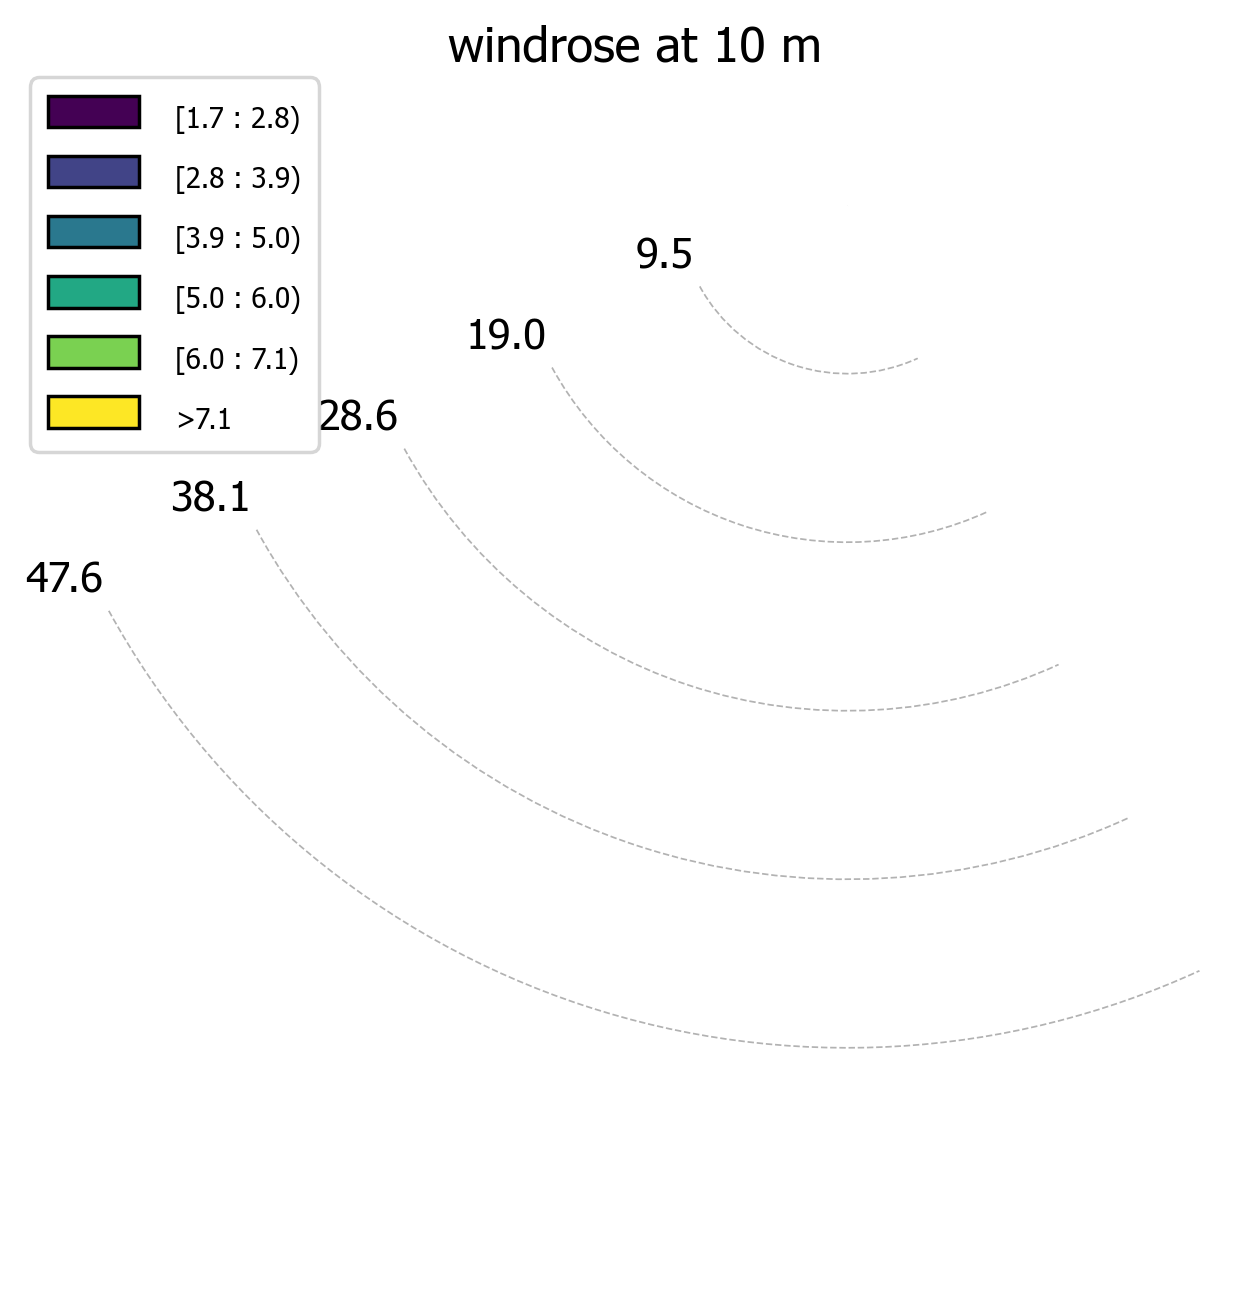 windrose at 10 m
[1.7 : 2.8)
[2.8 : 3.9)
[3.9 : 5.0)
[5.0 : 6.0)
[6.0 : 7.1)
>7.1
9.5
19.0
28.6
38.1
47.6